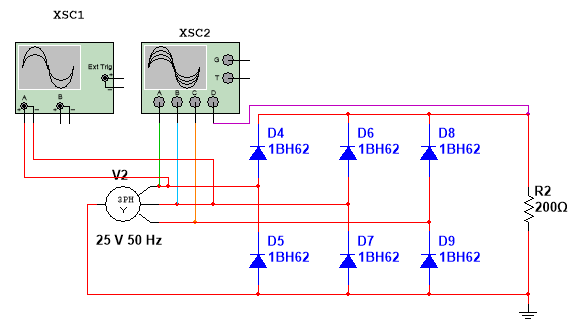 XSC1
XSC2
Ext Trig
+
-
A
B
+
-
+
-
G
T
A B C D
D4
1BH62
D6
1BH62
D8
1BH62
V2
3PH
Y
25 V 50 Hz
R2
200Ω
D5
1BH62
D7
1BH62
D9
1BH62